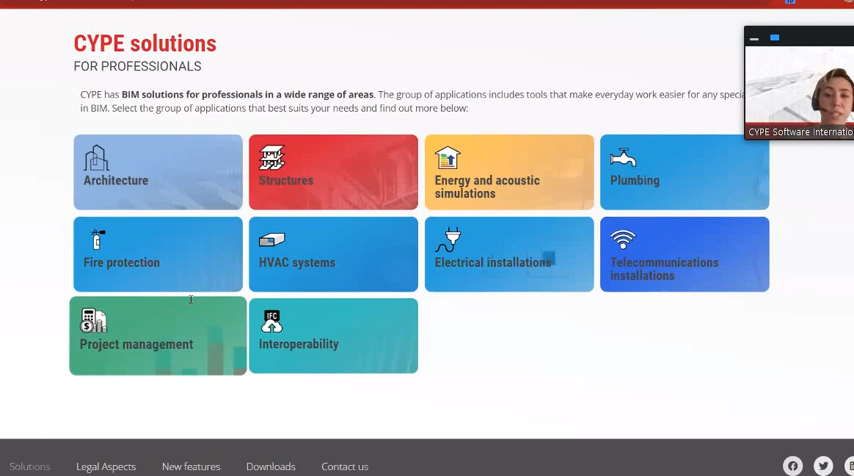 CYPE solutions
FOR PROFESSIONALS
CYPE has BIM solutions for professionals in a wide range of areas. The group of applications includes tools that make everyday work easier for any
in BIM. Select the group of applications that best suits your needs and find out more below:
CYPE Software
Architecture
Structures
Energy and acoustic
simulations
Plumbing
Fire protection
HVAC systems
Electrical installations
Telecommunications
installations
Project management
IFC
Interoperability
Solutions
Legal Aspects
New features
Downloads
Contact us